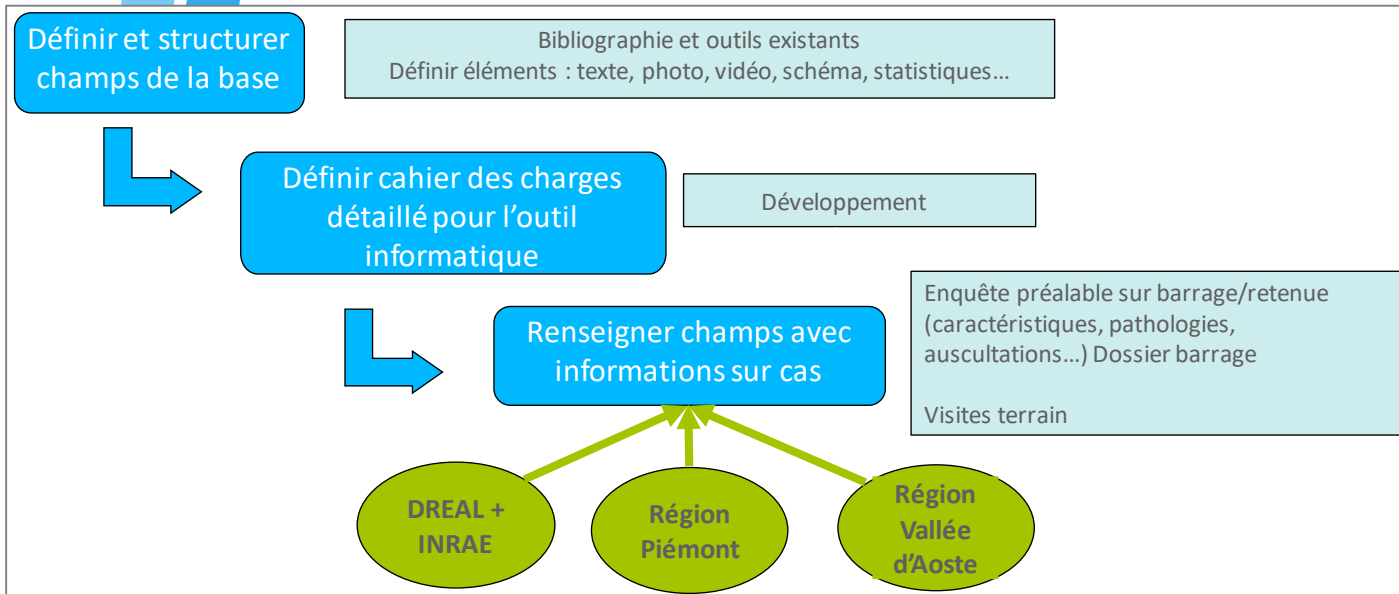 Définir et structurer
champs de la base
Bibliographie et outils existants
Définir éléments : texte, photo, vidéo, schéma, statistiques…
Définir cahier des charges
détaillé pour l’outil
informatique
Développement
Renseigner champs avec
informations sur cas
Enquête préalable sur barrage/retenue
(caractéristiques, pathologies,
auscultations…) Dossier barrage
Visites terrain
DREAL +
INRAE
Région
Piémont
Région
Vallée
d’Aoste